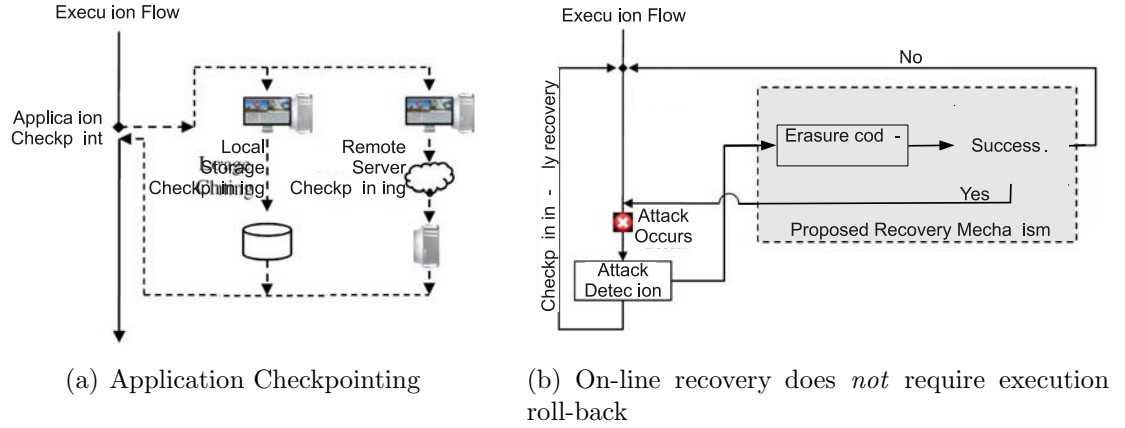 Execu ion Flow
Applica ion
Checkp int
Local
Storage
Checkp in ing
Remote
Server
Checkp in ing
(a) Application Checkpointing
Execu ion Flow
No
Checkp in in - ly recovery
Erasure cod -
Success.
Yes
Attack
Occurs
Proposed Recovery Mecha ism
Attack
Detec ion
(b) On-line recovery does not require execution
roll-back